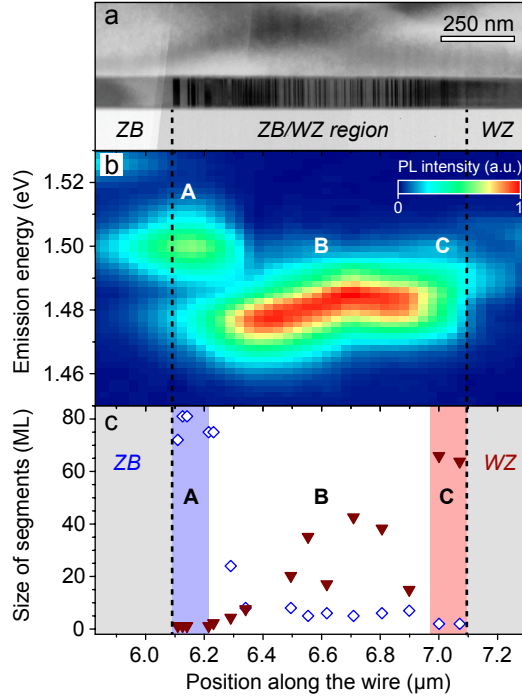 a
250 nm
ZB
ZB/WZ region
WZ
b
PL intensity (a.u.)
0
1
A
B
C
1.52
1.50
1.48
1.46
Emission energy (eV)
c
80
60
40
20
0
Size of segments (ML)
ZB
A
B
C
WZ
6.0
6.2
6.4
6.6
6.8
7.0
Position along the wire (μm)